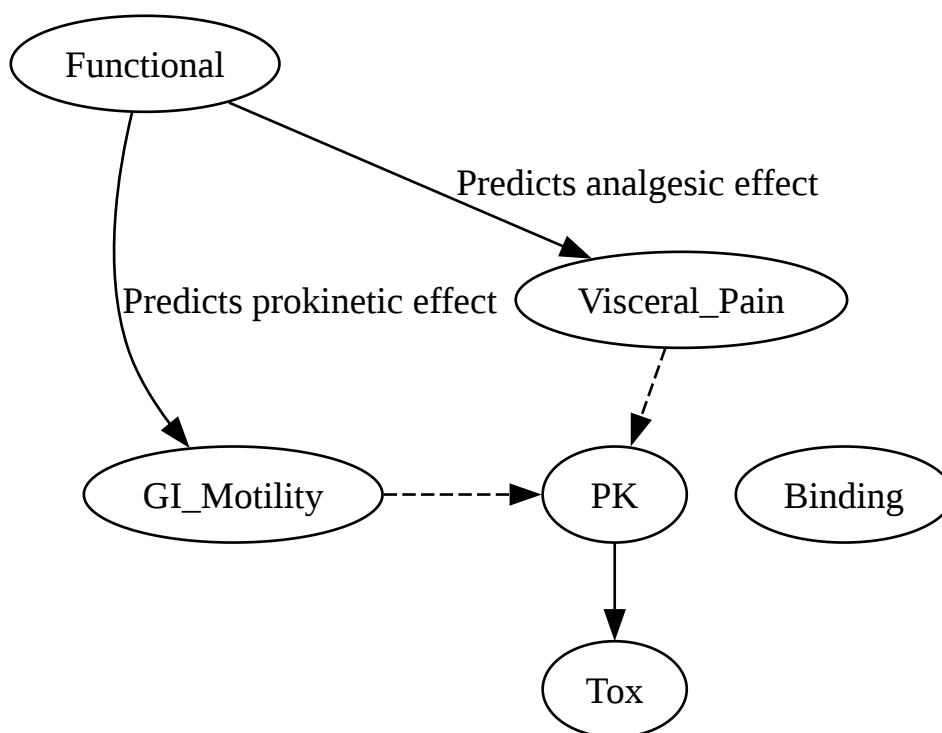 Functional
Predicts analgesic effect
Predicts prokinetic effect
Visceral_Pain
GI_Motility
PK
Binding
Tox